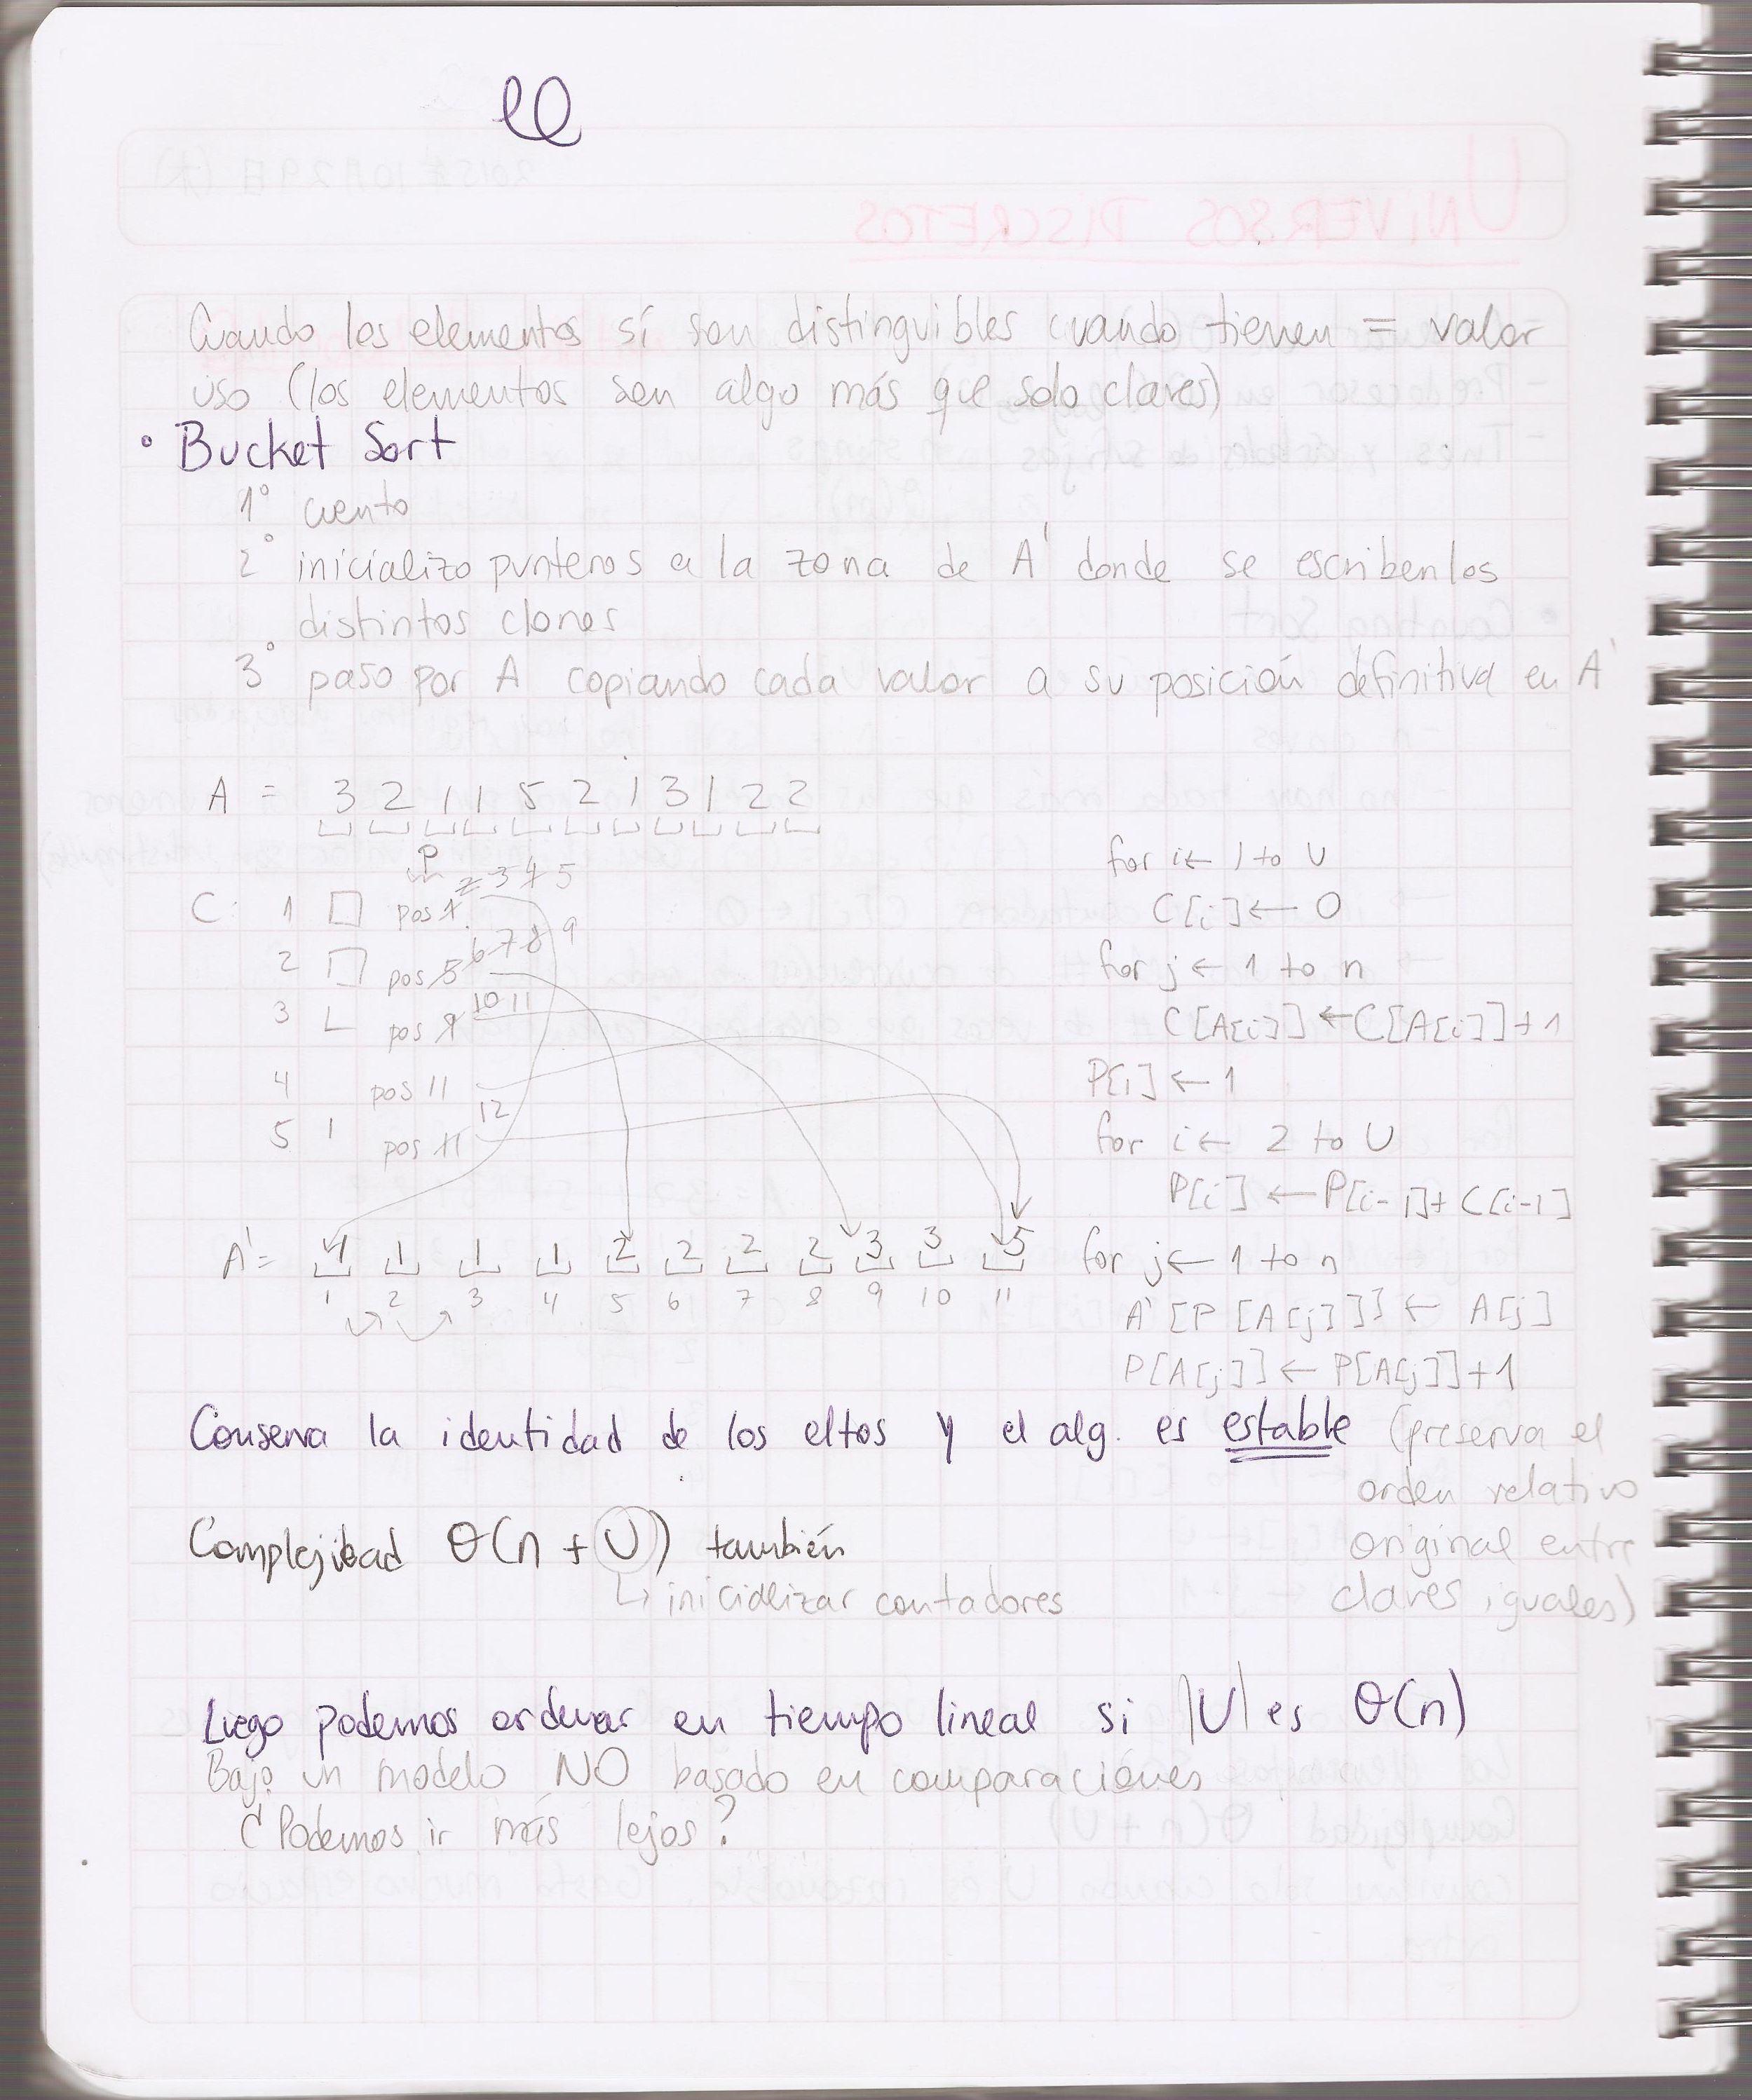 Cuando los elementos sí son distinguibles cuando tienen = valor
uso (los elementos son algo más que solo claves)
• Bucket Sort
1° cuento
2° inicializo punteros a la zona de A' donde se escriben los
distintos clones
3° paso por A copiando cada valor a su posición definitiva en A'
A = 3 2 1 1 5 2 1 3 1 2 2
P
C: 1 □ pos 1 2 3 4 5
2 pos 5 6 7 8 9
3 pos 9 10 11
4 pos 11
5 1 pos 11 12
A' = 1 1 1 1 2 2 2 2 3 3 5
1 2 3 4 5 6 7 8 9 10 11
for i ← 1 to U
C[i] ← 0
for j ← 1 to n
C[A[i]] ← C[A[i]]+1
P[1] ← 1
for i ← 2 to U
P[i] ← P[i-1]+C[i-1]
for j ← 1 to n
A'[P[A[j]]] ← A[j]
P[A[j]] ← P[A[j]]+1
Conserva la identidad de los eltos y el alg. es estable (preserva el
orden relativo
original entre
claves iguales)
Complejidad Θ(n + U) también
↳ inicializar contadores
Luego podemos ordenar en tiempo lineal si |U| es Θ(n)
Bajo un modelo NO basado en comparaciones
¿Podemos ir más lejos?